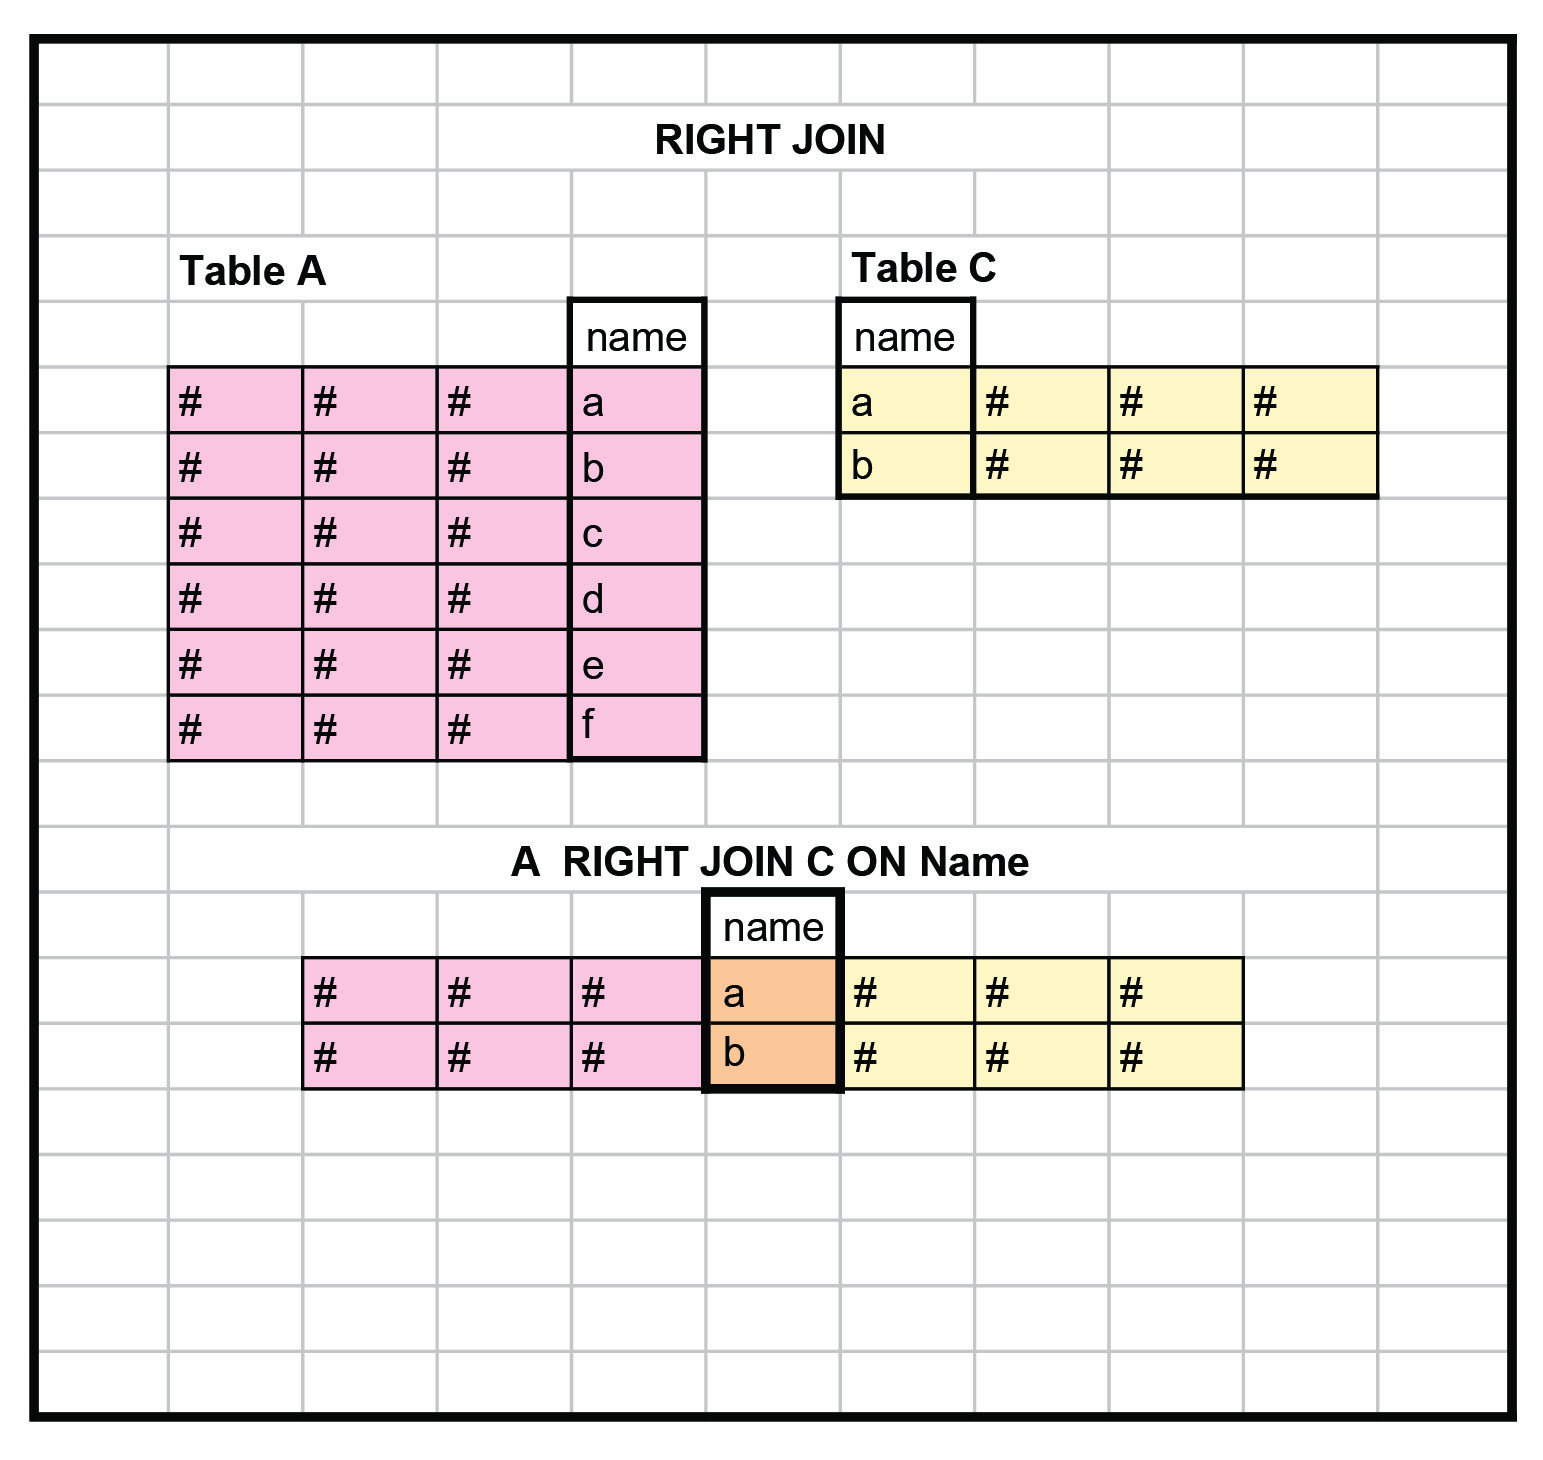 RIGHT JOIN
Table A Table C
name name
# # # a a # # #
# # # b b # # #
# # # c
# # # d
# # # e
# # # f
A RIGHT JOIN C ON Name
name
# # # a # # #
# # # b # # #